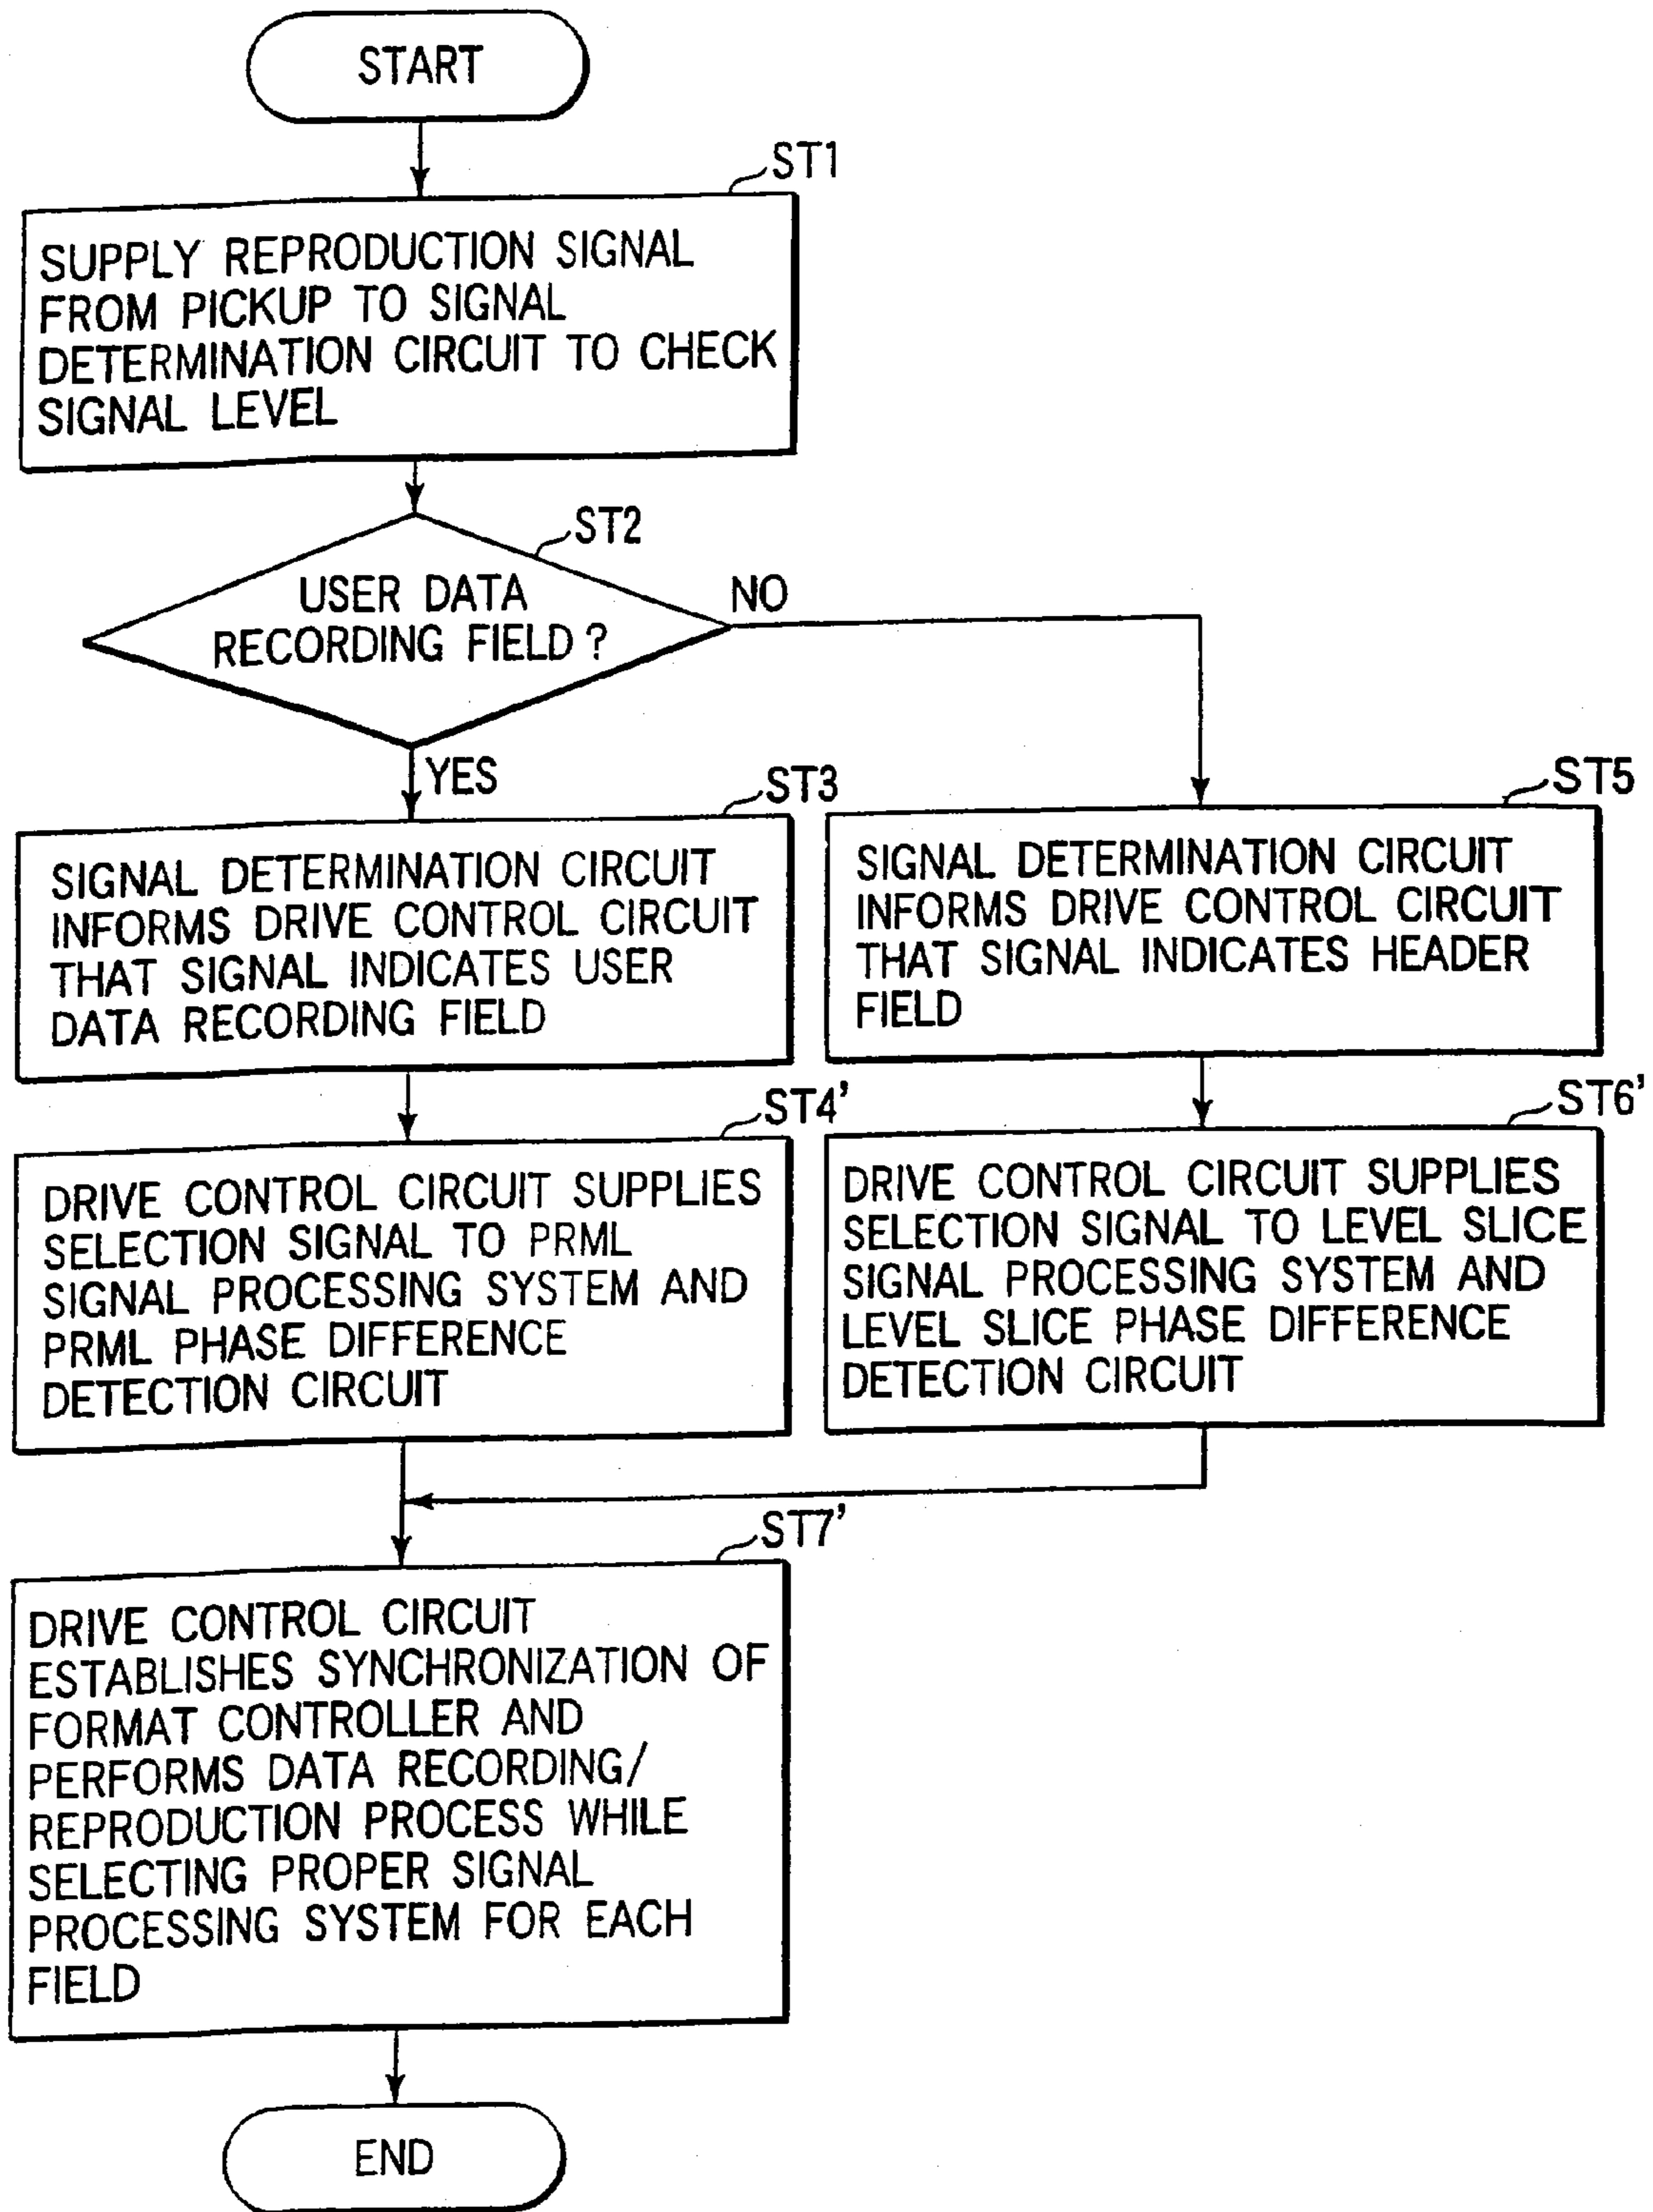 START
ST1
SUPPLY REPRODUCTION SIGNAL
FROM PICKUP TO SIGNAL
DETERMINATION CIRCUIT TO CHECK
SIGNAL LEVEL
ST2
USER DATA
RECORDING FIELD?
NO
YES
ST3
SIGNAL DETERMINATION CIRCUIT
INFORMS DRIVE CONTROL CIRCUIT
THAT SIGNAL INDICATES USER
DATA RECORDING FIELD
ST5
SIGNAL DETERMINATION CIRCUIT
INFORMS DRIVE CONTROL CIRCUIT
THAT SIGNAL INDICATES HEADER
FIELD
ST4'
DRIVE CONTROL CIRCUIT SUPPLIES
SELECTION SIGNAL TO PRML
SIGNAL PROCESSING SYSTEM AND
PRML PHASE DIFFERENCE
DETECTION CIRCUIT
ST6'
DRIVE CONTROL CIRCUIT SUPPLIES
SELECTION SIGNAL TO LEVEL SLICE
SIGNAL PROCESSING SYSTEM AND
LEVEL SLICE PHASE DIFFERENCE
DETECTION CIRCUIT
ST7'
DRIVE CONTROL CIRCUIT
ESTABLISHES SYNCHRONIZATION OF
FORMAT CONTROLLER AND
PERFORMS DATA RECORDING/
REPRODUCTION PROCESS WHILE
SELECTING PROPER SIGNAL
PROCESSING SYSTEM FOR EACH
FIELD
END